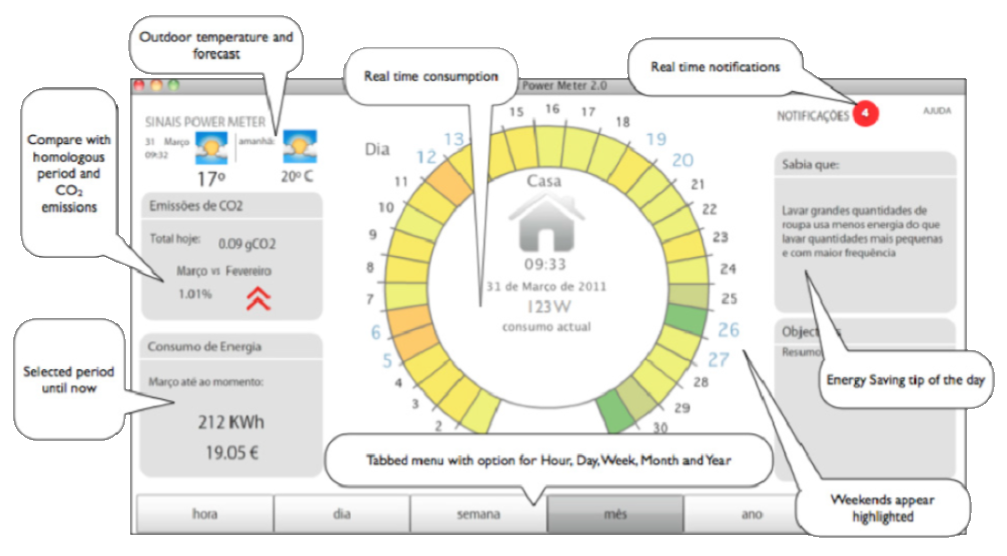 Outdoor temperature and
forecast
Real time consumption
Real time notifications
Power Meter 2.0
Compare with
homologous
period and
CO2
emissions
SINAIS POWER METER
31 Março
09:32
amanhã:
17º
20º C
NOTIFICAÇÕES 4
AJUDA
Emissões de CO2
Total hoje: 0.09 gCO2
Março vs Fevereiro
1.01%
Dia
2
3
4
5
6
7
8
9
10
11
12
13
15
16
17
18
19
20
21
22
23
24
25
26
27
28
29
30
Casa
09:33
31 de Março de 2011
123W
consumo actual
Sabia que:
Lavar grandes quantidades de
roupa usa menos energia do que
lavar quantidades mais pequenas
e com maior frequência
Selected period
until now
Consumo de Energia
Março até ao momento:
212 KWh
19.05 €
Energy Saving tip of the day
Tabbed menu with option for Hour, Day, Week, Month and Year
Weekends appear
highlighted
hora
dia
semana
mês
ano